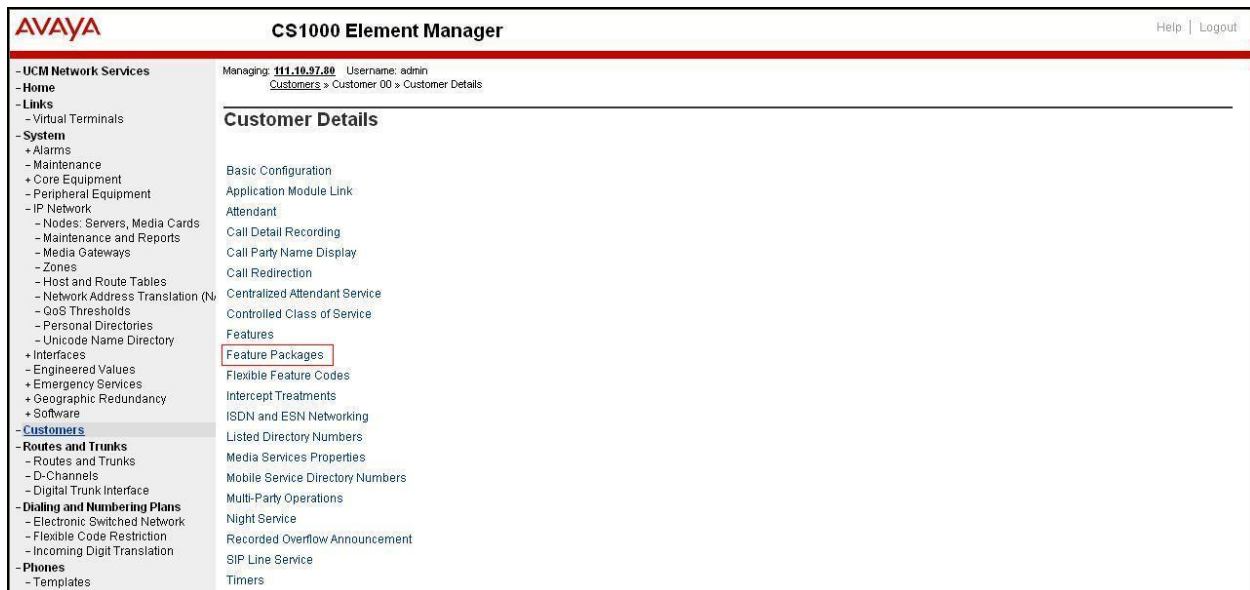 AVAYA
CS1000 Element Manager
Help | Logout
- UCM Network Services
- Home
- Links
- Virtual Terminals
- System
+ Alarms
- Maintenance
+ Core Equipment
- Peripheral Equipment
- IP Network
- Nodes: Servers, Media Cards
- Maintenance and Reports
- Media Gateways
- Zones
- Host and Route Tables
- Network Address Translation (N
- QoS Thresholds
- Personal Directories
- Unicode Name Directory
+ Interfaces
- Engineered Values
+ Emergency Services
+ Geographic Redundancy
+ Software
- Customers
- Routes and Trunks
- Routes and Trunks
- D-Channels
- Digital Trunk Interface
- Dialing and Numbering Plans
- Electronic Switched Network
- Flexible Code Restriction
- Incoming Digit Translation
- Phones
- Templates
Managing: 111.10.97.80 Username: admin
Customers » Customer 00 » Customer Details
Customer Details
Basic Configuration
Application Module Link
Attendant
Call Detail Recording
Call Party Name Display
Call Redirection
Centralized Attendant Service
Controlled Class of Service
Features
Feature Packages
Flexible Feature Codes
Intercept Treatments
ISDN and ESN Networking
Listed Directory Numbers
Media Services Properties
Mobile Service Directory Numbers
Multi-Party Operations
Night Service
Recorded Overflow Announcement
SIP Line Service
Timers